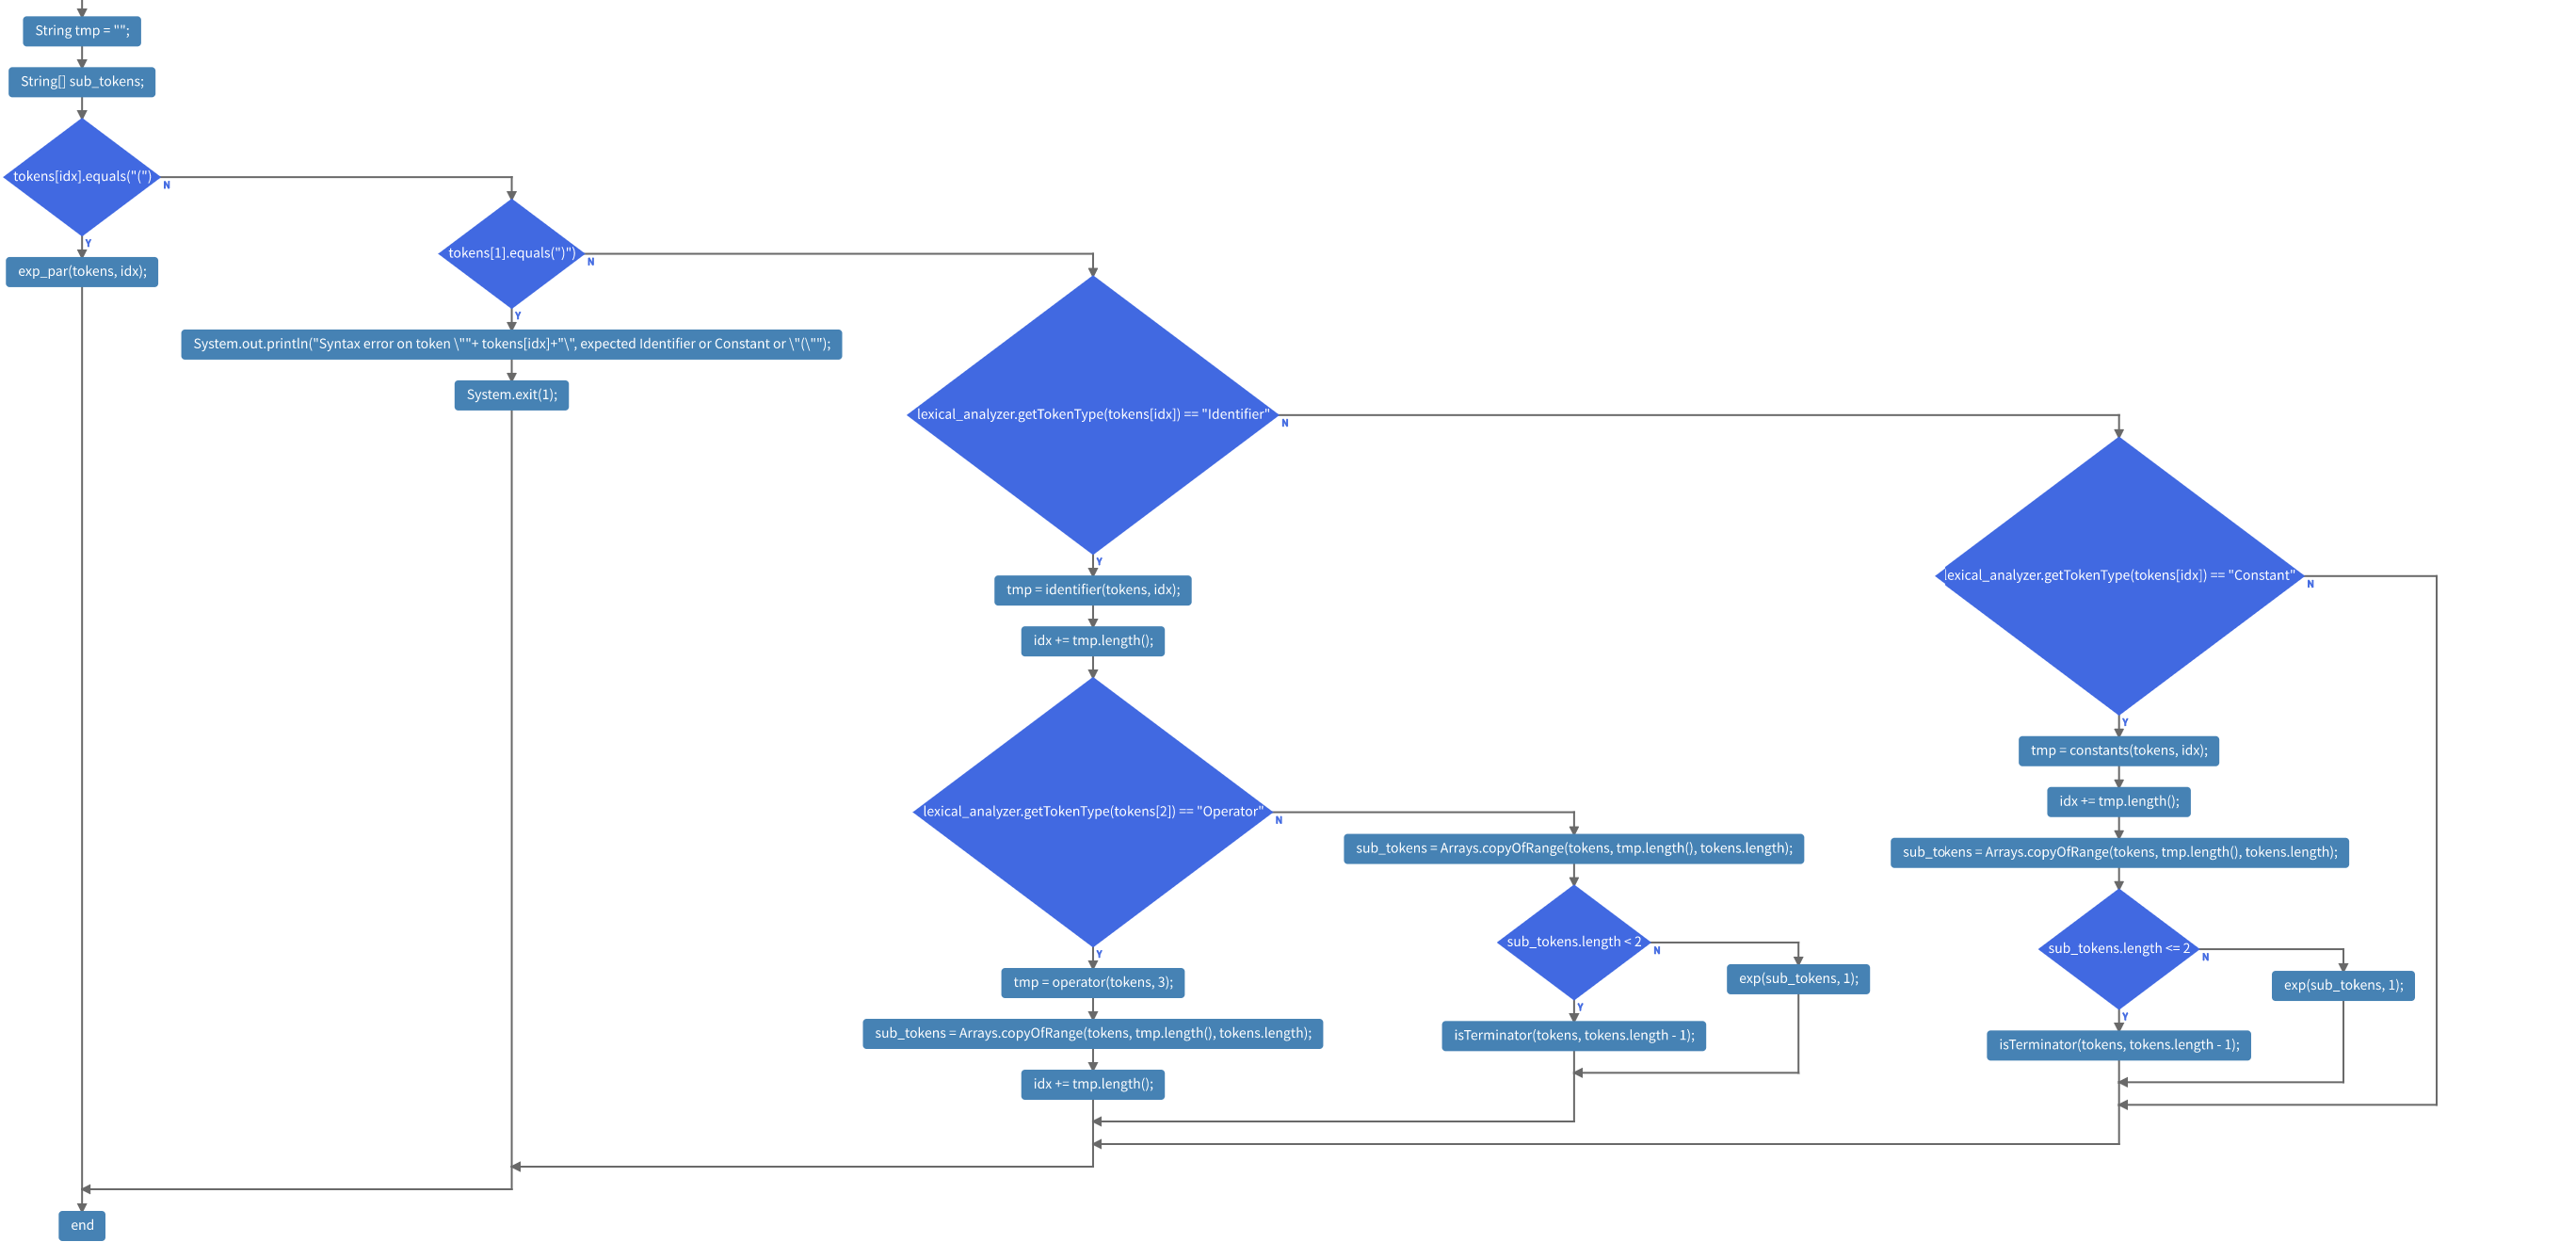 String tmp = "";
String[] sub_tokens;
tokens[idx].equals("(")
N
Y
exp_par(tokens, idx);
tokens[1].equals(")")
N
Y
System.out.println("Syntax error on token \""+ tokens[idx]+"\", expected Identifier or Constant or \"(\"");
System.exit(1);
lexical_analyzer.getTokenType(tokens[idx]) == "Identifier"
N
Y
tmp = identifier(tokens, idx);
idx += tmp.length();
lexical_analyzer.getTokenType(tokens[2]) == "Operator"
N
Y
tmp = operator(tokens, 3);
sub_tokens = Arrays.copyOfRange(tokens, tmp.length(), tokens.length);
idx += tmp.length();
sub_tokens = Arrays.copyOfRange(tokens, tmp.length(), tokens.length);
sub_tokens.length < 2
N
Y
exp(sub_tokens, 1);
isTerminator(tokens, tokens.length - 1);
lexical_analyzer.getTokenType(tokens[idx]) == "Constant"
N
Y
tmp = constants(tokens, idx);
idx += tmp.length();
sub_tokens = Arrays.copyOfRange(tokens, tmp.length(), tokens.length);
sub_tokens.length <= 2
N
Y
exp(sub_tokens, 1);
isTerminator(tokens, tokens.length - 1);
end